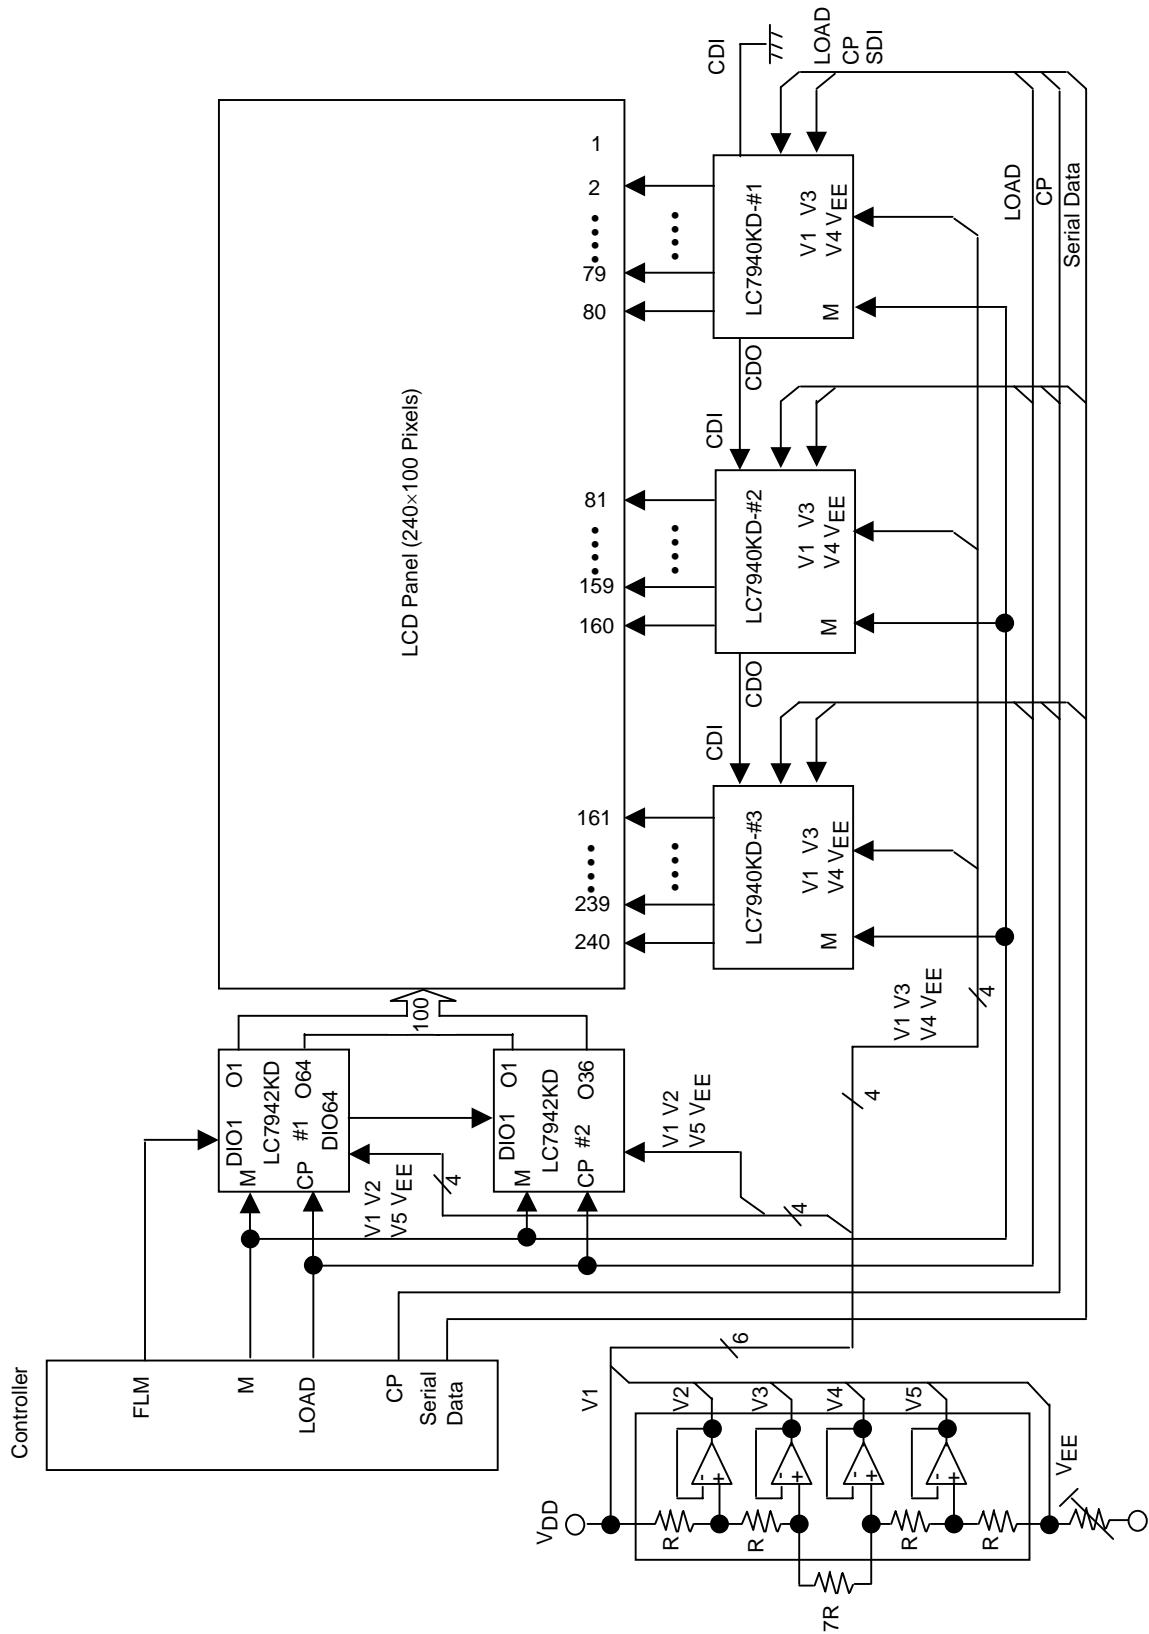 Controller
FLM
M
LOAD
CP
Serial
Data
DIO1 O1
LC7942KD
M #1
CP O64
DIO64
V1 V2
V5 VEE
4
DIO1 O1
LC7942KD
M
CP #2 O36
V1 V2
V5 VEE
4
100
LCD Panel (240×100 Pixels)
240
239
161
160
159
81
80
79
2
1
LC7940KD-#3
M
V1 V3
V4 VEE
CDI
CDO
LC7940KD-#2
M
V1 V3
V4 VEE
CDI
CDO
LC7940KD-#1
M
V1 V3
V4 VEE
CDI
LOAD
CP
SDI
LOAD
CP
Serial Data
V1 V3
V4 VEE
4
4
6
VDD
V1
V2
V3
V4
V5
VEE
-
+
-
+
-
+
-
+
R
R
7R
R
R